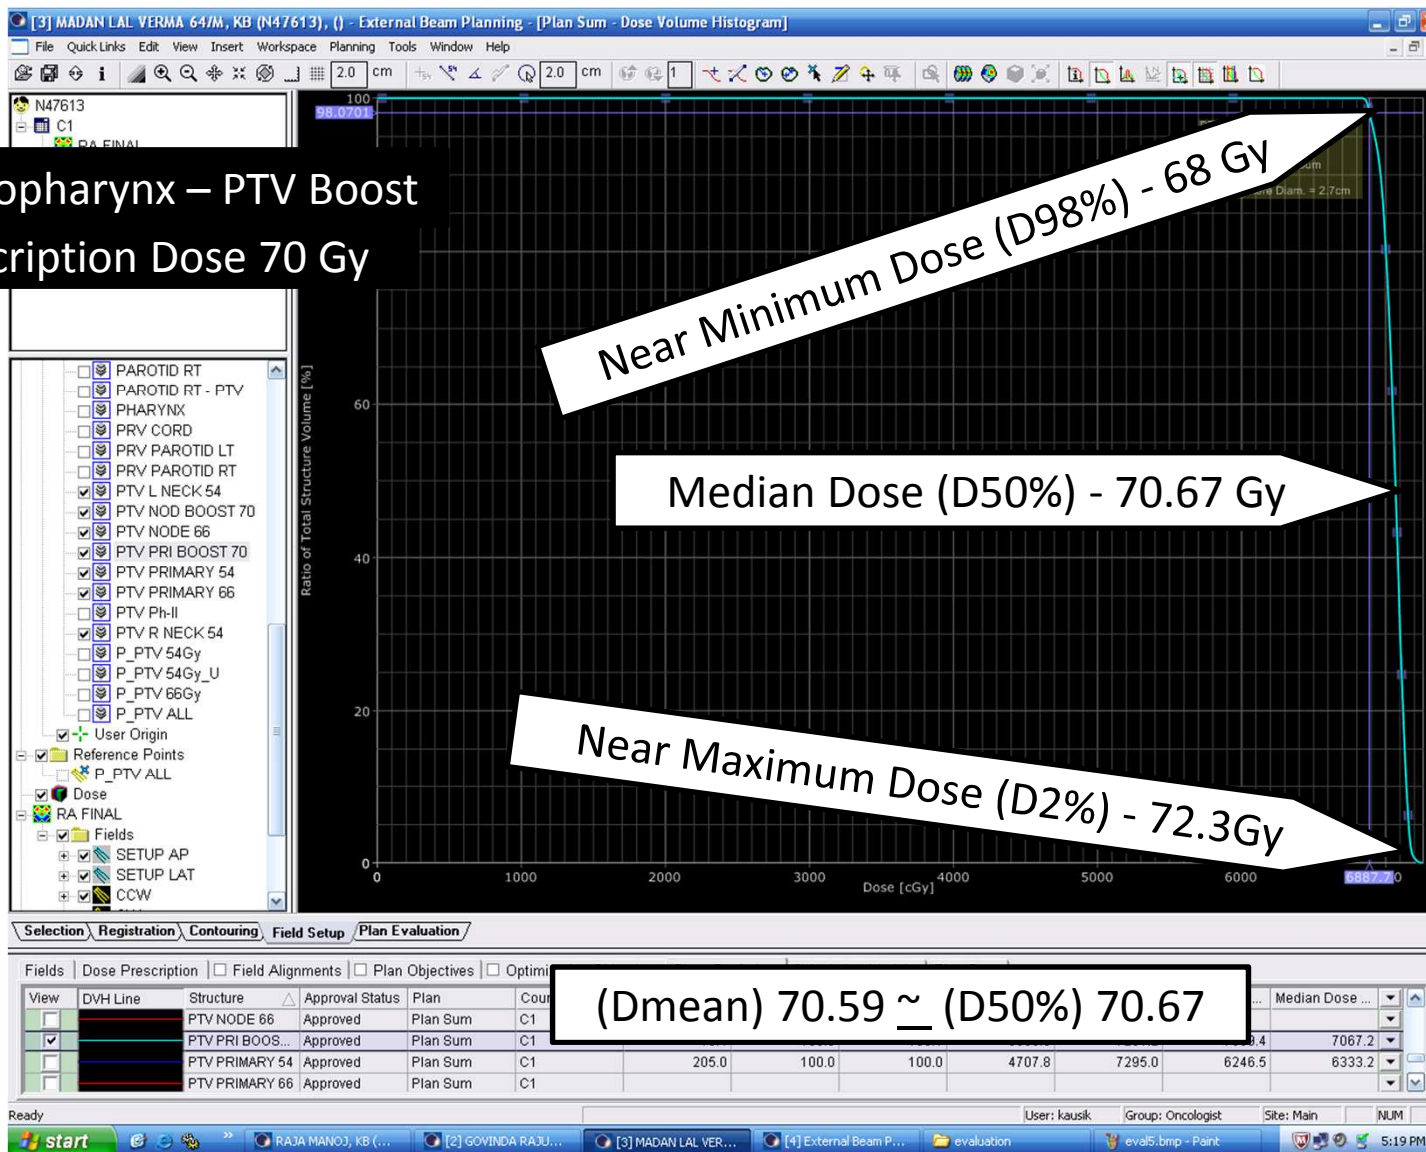 [3] MADAN LAL VERMA 64/M, KB (N47613), () - External Beam Planning - [Plan Sum - Dose Volume Histogram]
File Quick Links Edit View Insert Workspace Planning Tools Window Help
2.0 cm 2.0 cm 1
N47613
C1
RA FINAL
opharynx – PTV Boost
cription Dose 70 Gy
PAROTID RT
PAROTID RT - PTV
PHARYNX
PRV CORD
PRV PAROTID LT
PRV PAROTID RT
PTV L NECK 54
PTV NOD BOOST 70
PTV NODE 66
PTV PRI BOOST 70
PTV PRIMARY 54
PTV PRIMARY 66
PTV Ph-II
PTV R NECK 54
P_PTV 54Gy
P_PTV 54Gy_U
P_PTV 66Gy
P_PTV ALL
User Origin
Reference Points
P_PTV ALL
Dose
RA FINAL
Fields
SETUP AP
SETUP LAT
CCW
100
98.0701
60
40
20
0
Ratio of Total Structure Volume [%]
Diam. = 2.7cm
Near Minimum Dose (D98%) - 68 Gy
Median Dose (D50%) - 70.67 Gy
Near Maximum Dose (D2%) - 72.3Gy
0 1000 2000 3000 4000 5000 6000 6887.7
Dose [cGy]
Selection Registration Contouring Field Setup Plan Evaluation
Fields Dose Prescription Field Alignments Plan Objectives
(Dmean) 70.59 ~ (D50%) 70.67
View DVH Line Structure Approval Status Plan Median Dose ...
PTV NODE 66 Approved Plan Sum C1
PTV PRI BOOS... Approved Plan Sum C1 7067.2
PTV PRIMARY 54 Approved Plan Sum C1 205.0 100.0 100.0 4707.8 7295.0 6246.5 6333.2
PTV PRIMARY 66 Approved Plan Sum C1
Ready User: kausik Group: Oncologist Site: Main NUM
start RAJA MANOJ, KB (... [2] GOVINDA RAJU... [3] MADAN LAL VER... [4] External Beam P... evaluation eval5.bmp - Paint 5:19 PM